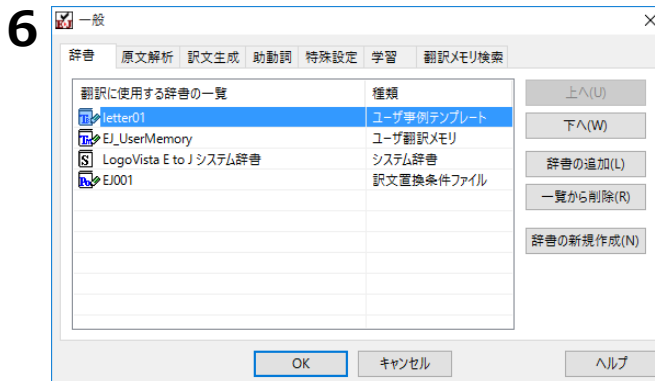 6
一般
辞書 原文解析 訳文生成 助動詞 特殊設定 学習 翻訳メモリ検索
翻訳に使用する辞書の一覧 種類
letter01 ユーザ事例テンプレート
EJ_UserMemory ユーザ翻訳メモリ
S LogoVista E to J システム辞書 システム辞書
EJ001 訳文置換条件ファイル
上へ(U)
下へ(W)
辞書の追加(L)
一覧から削除(R)
辞書の新規作成(N)
OK キャンセル ヘルプ